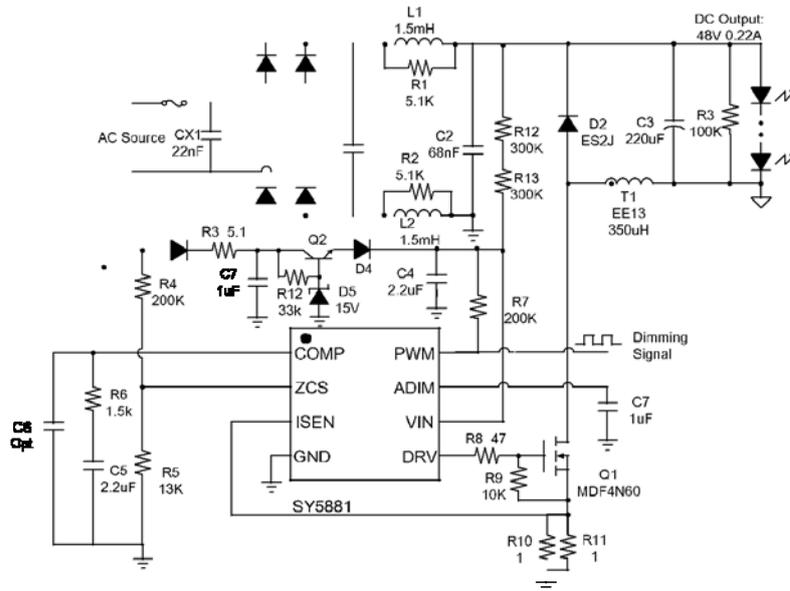 L1
1.5mH
DC Output:
48V 0.22A
R1
5.1K
AC Source
CX1
22nF
C2
68nF
R12
300K
D2
ES2J
C3
220uF
R3
100K
R2
5.1K
R13
300K
L2
1.5mH
T1
EE13
350uH
R3 5.1
Q2
D4
R4
200K
C7
1uF
R12
33k
D5
15V
C4
2.2uF
R7
200K
Dimming
Signal
COMP
PWM
ZCS
ADIM
ISEN
VIN
GND
DRV
SY5881
R6
1.5k
C6
Opt
C5
2.2uF
R5
13K
C7
1uF
R8 47
R9
10K
Q1
MDF4N60
R10
1
R11
1